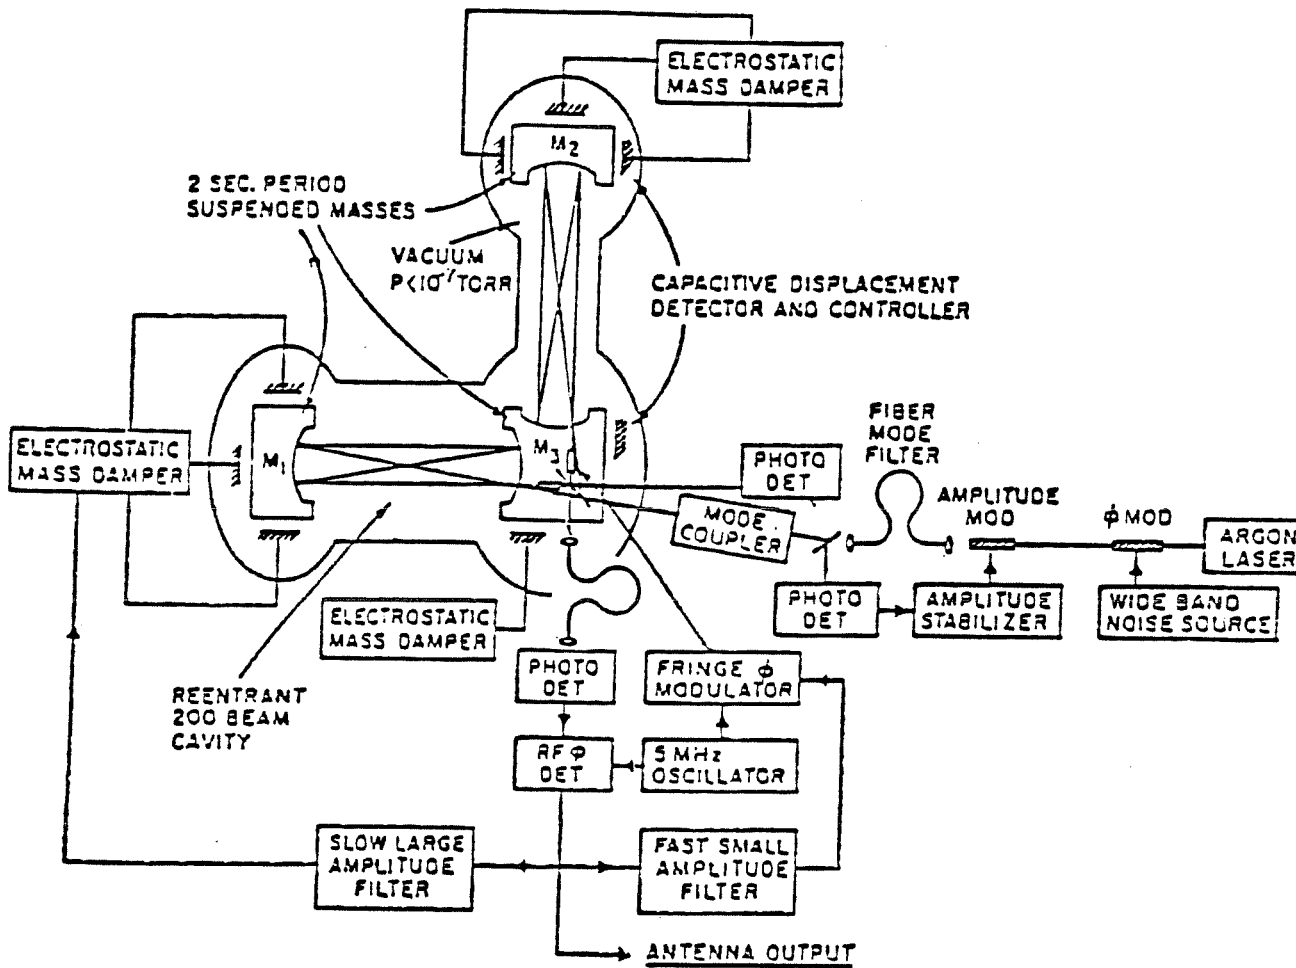 ELECTROSTATIC
MASS DAMPER
M2
2 SEC. PERIOD
SUSPENDED MASSES
VACUUM
P<10⁻⁷ TORR
CAPACITIVE DISPLACEMENT
DETECTOR AND CONTROLLER
ELECTROSTATIC
MASS DAMPER
M1
M3
PHOTO
DET
FIBER
MODE
FILTER
MODE
COUPLER
AMPLITUDE
MOD
ϕ MOD
ARGON
LASER
PHOTO
DET
AMPLITUDE
STABILIZER
WIDE BAND
NOISE SOURCE
ELECTROSTATIC
MASS DAMPER
REENTRANT
200 BEAM
CAVITY
PHOTO
DET
FRINGE ϕ
MODULATOR
RF ϕ
DET
5 MHz
OSCILLATOR
SLOW LARGE
AMPLITUDE
FILTER
FAST SMALL
AMPLITUDE
FILTER
ANTENNA OUTPUT